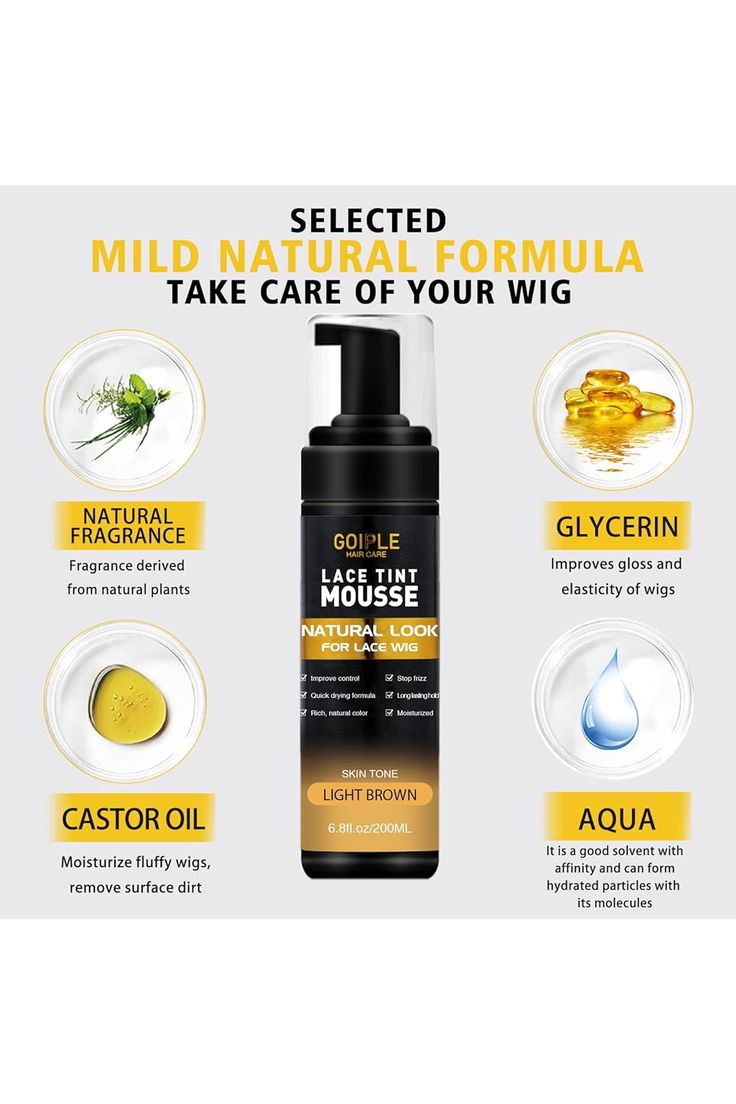 SELECTED
MILD NATURAL FORMULA
TAKE CARE OF YOUR WIG
NATURAL
FRAGRANCE
Fragrance derived
from natural plants
GLYCERIN
Improves gloss and
elasticity of wigs
GOIPLE
HAIR CARE
LACE TINT
MOUSSE
NATURAL LOOK
FOR LACE WIG
Improve control
Stop frizz
Quick drying formula
Longlasting hold
Rich, natural color
Moisturized
SKIN TONE
LIGHT BROWN
6.8fl.oz/200ML
CASTOR OIL
Moisturize fluffy wigs,
remove surface dirt
AQUA
It is a good solvent with
affinity and can form
hydrated particles with
its molecules